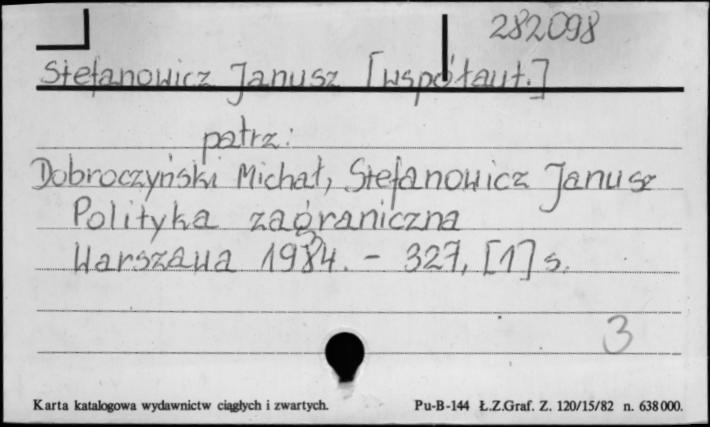 282098
Stefanowicz Janusz [współaut.]
patrz:
Dobroczyński Michał, Stefanowicz Janusz
Polityka zagraniczna
Warszawa 1984. - 327, [1] s.
3
Karta katalogowa wydawnictw ciągłych i zwartych. Pu-B-144 Ł.Z.Graf. Z. 120/15/82 n. 638000.